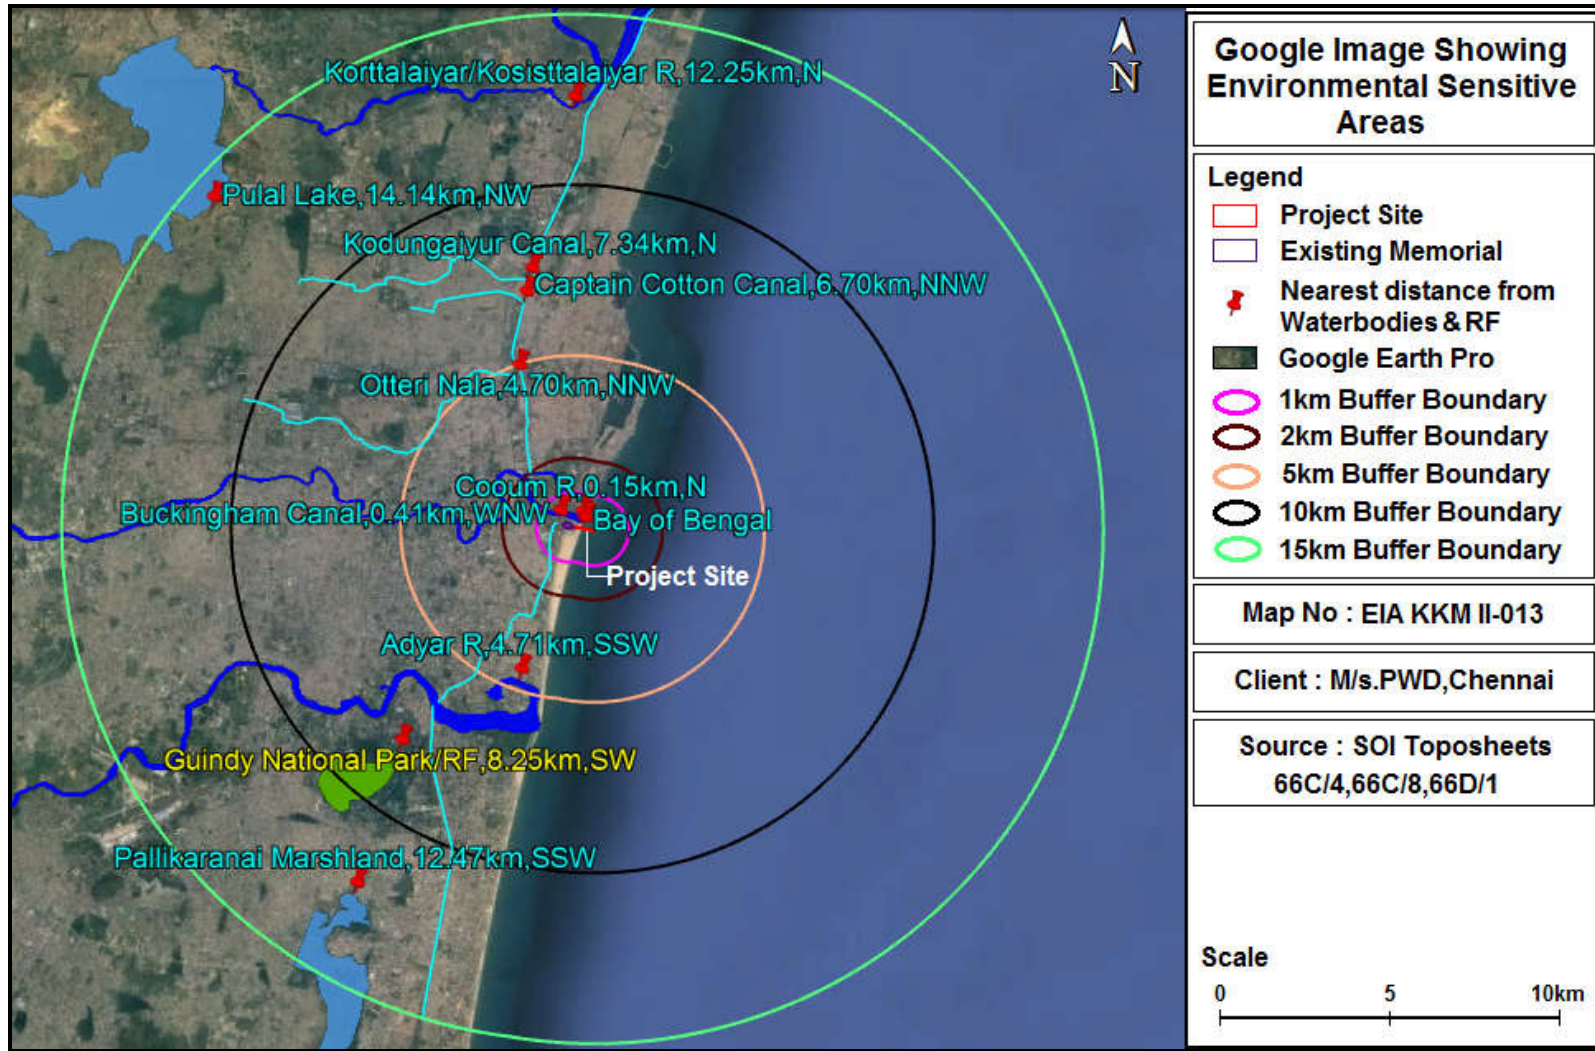 Korttalaiyar/Kosisttalaiyar R,12.25km,N
Pulal Lake,14.14km,NW
Kodungaiyur Canal,7.34km,N
Captain Cotton Canal,6.70km,NNW
Otteri Nala,4.70km,NNW
Cooum R,0.15km,N
Buckingham Canal,0.41km,WNW
Bay of Bengal
Project Site
Adyar R,4.71km,SSW
Guindy National Park/RF,8.25km,SW
Pallikaranai Marshland,12.47km,SSW
N
Google Image Showing
Environmental Sensitive
Areas
Legend
Project Site
Existing Memorial
Nearest distance from
Waterbodies & RF
Google Earth Pro
1km Buffer Boundary
2km Buffer Boundary
5km Buffer Boundary
10km Buffer Boundary
15km Buffer Boundary
Map No : EIA KKM II-013
Client : M/s.PWD,Chennai
Source : SOI Toposheets
66C/4,66C/8,66D/1
Scale
0 5 10km